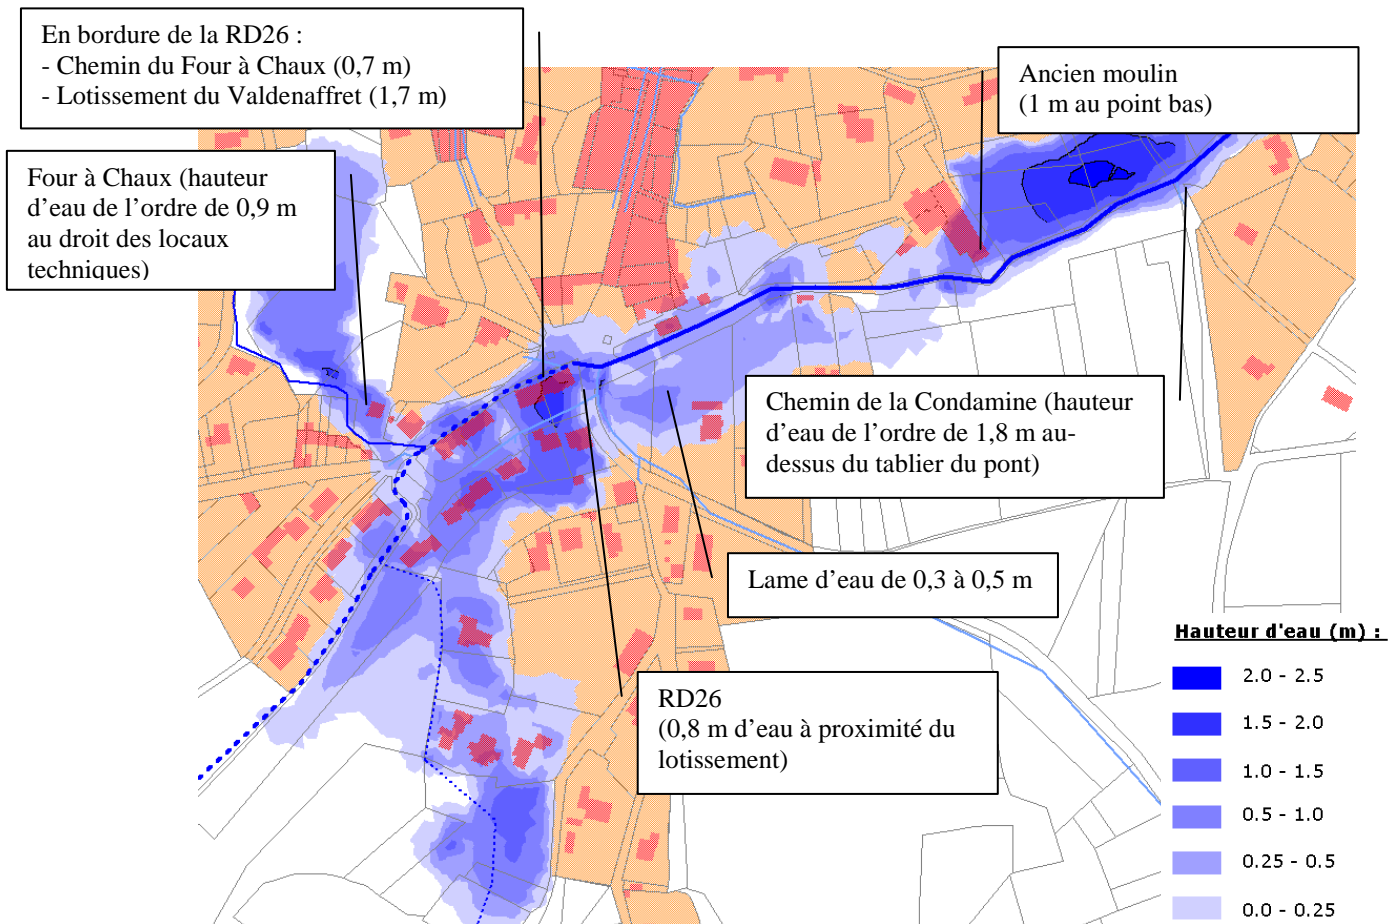 En bordure de la RD26 :
- Chemin du Four à Chaux (0,7 m)
- Lotissement du Valdenaffret (1,7 m)
Ancien moulin
(1 m au point bas)
Four à Chaux (hauteur
d’eau de l’ordre de 0,9 m
au droit des locaux
techniques)
Chemin de la Condamine (hauteur
d’eau de l’ordre de 1,8 m au-
dessus du tablier du pont)
Lame d’eau de 0,3 à 0,5 m
RD26
(0,8 m d’eau à proximité du
lotissement)
Hauteur d'eau (m) :
2.0 - 2.5
1.5 - 2.0
1.0 - 1.5
0.5 - 1.0
0.25 - 0.5
0.0 - 0.25